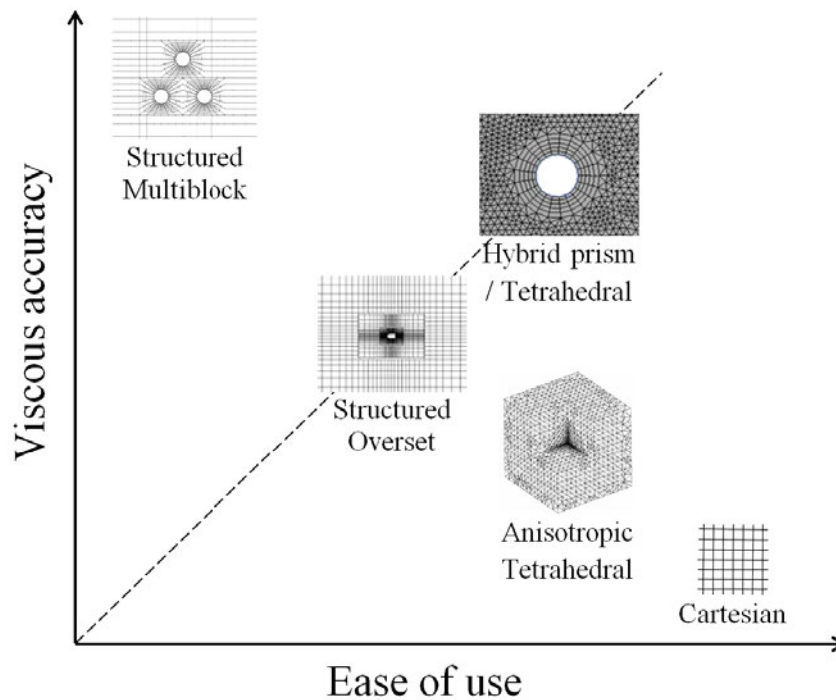 Structured
Multiblock
Hybrid prism
/ Tetrahedral
Structured
Overset
Anisotropic
Tetrahedral
Cartesian
Viscous accuracy
Ease of use